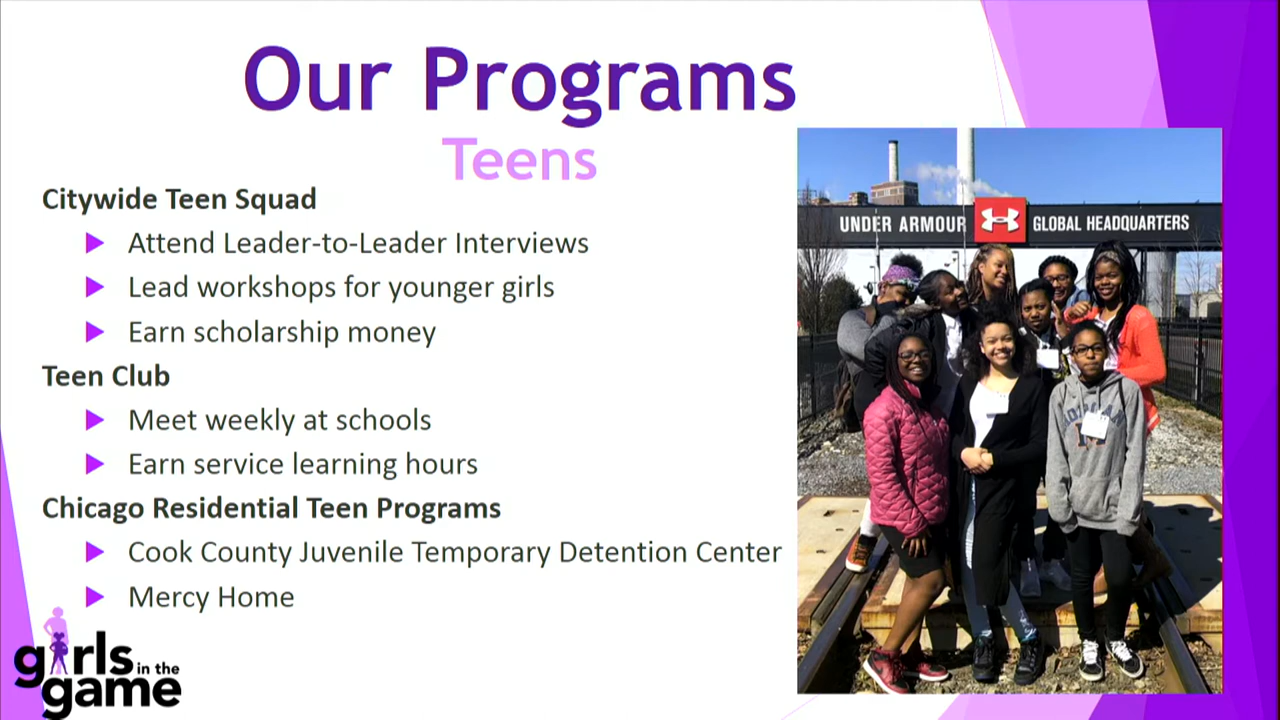 Our Programs
Teens
Citywide Teen Squad
Attend Leader-to-Leader Interviews
Lead workshops for younger girls
Earn scholarship money
Teen Club
Meet weekly at schools
Earn service learning hours
Chicago Residential Teen Programs
Cook County Juvenile Temporary Detention Center
Mercy Home
girls in the
game
UNDER ARMOUR GLOBAL HEADQUARTERS